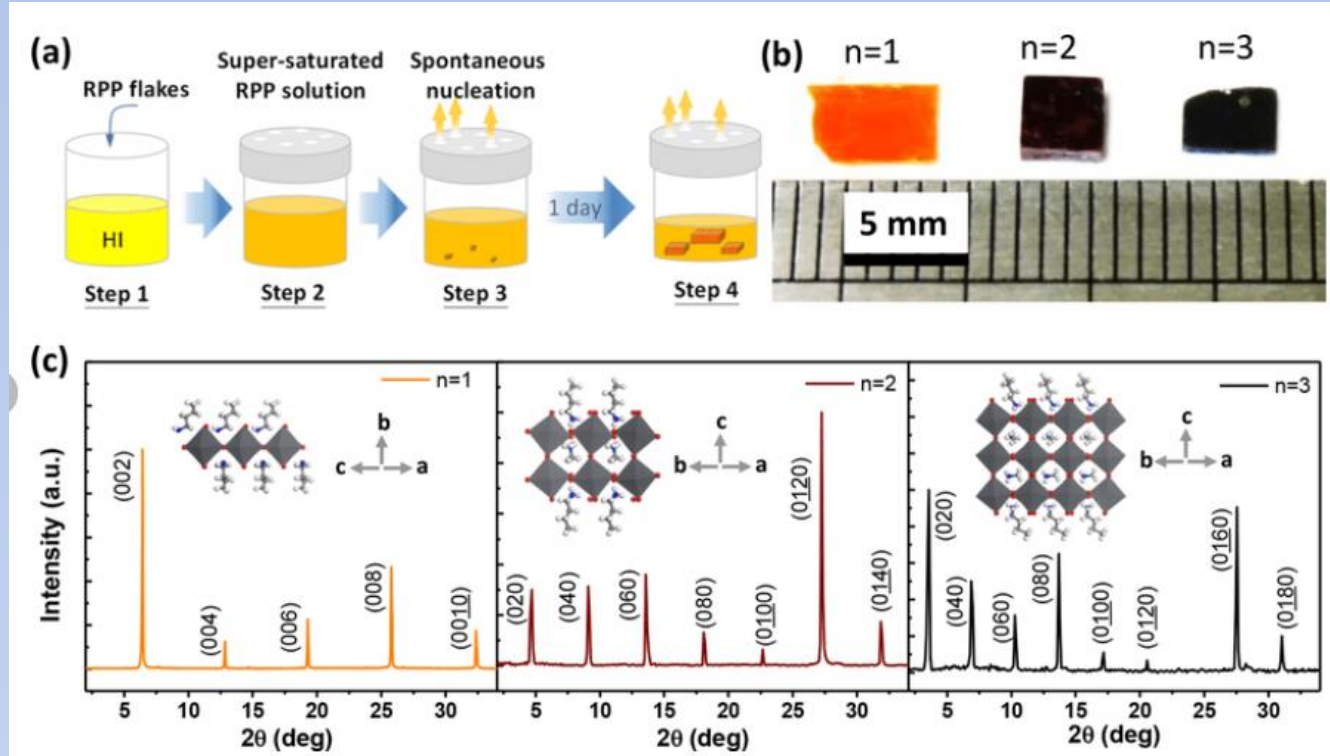 (a)
RPP flakes
Super-saturated
RPP solution
Spontaneous
nucleation
HI
1 day
Step 1
Step 2
Step 3
Step 4
(b)
n=1
n=2
n=3
5 mm
(c)
Intensity (a.u.)
n=1
b
c
a
(002)
(004)
(006)
(008)
(0010)
5
10
15
20
25
30
2θ (deg)
n=2
c
b
a
(020)
(040)
(060)
(080)
(0100)
(0120)
(0140)
5
10
15
20
25
30
2θ (deg)
n=3
c
b
a
(020)
(040)
(060)
(080)
(0100)
(0120)
(0160)
(0180)
5
10
15
20
25
30
2θ (deg)